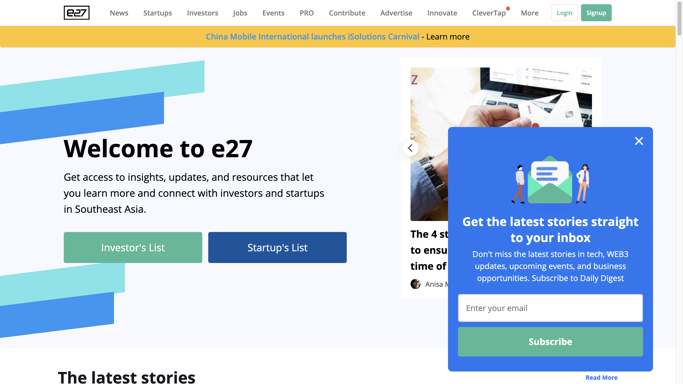 e27 News Startups Investors Jobs Events PRO Contribute Advertise Innovate CleverTap More Login Signup
China Mobile International launches iSolutions Carnival - Learn more
Welcome to e27
Get access to insights, updates, and resources that let
you learn more and connect with investors and startups
in Southeast Asia.
Investor's List Startup's List
The 4 st
to ensu
time of
Anisa M
Get the latest stories straight
to your inbox
Don't miss the latest stories in tech, WEB3
updates, upcoming events, and business
opportunities. Subscribe to Daily Digest
Enter your email
Subscribe
The latest stories
Read More